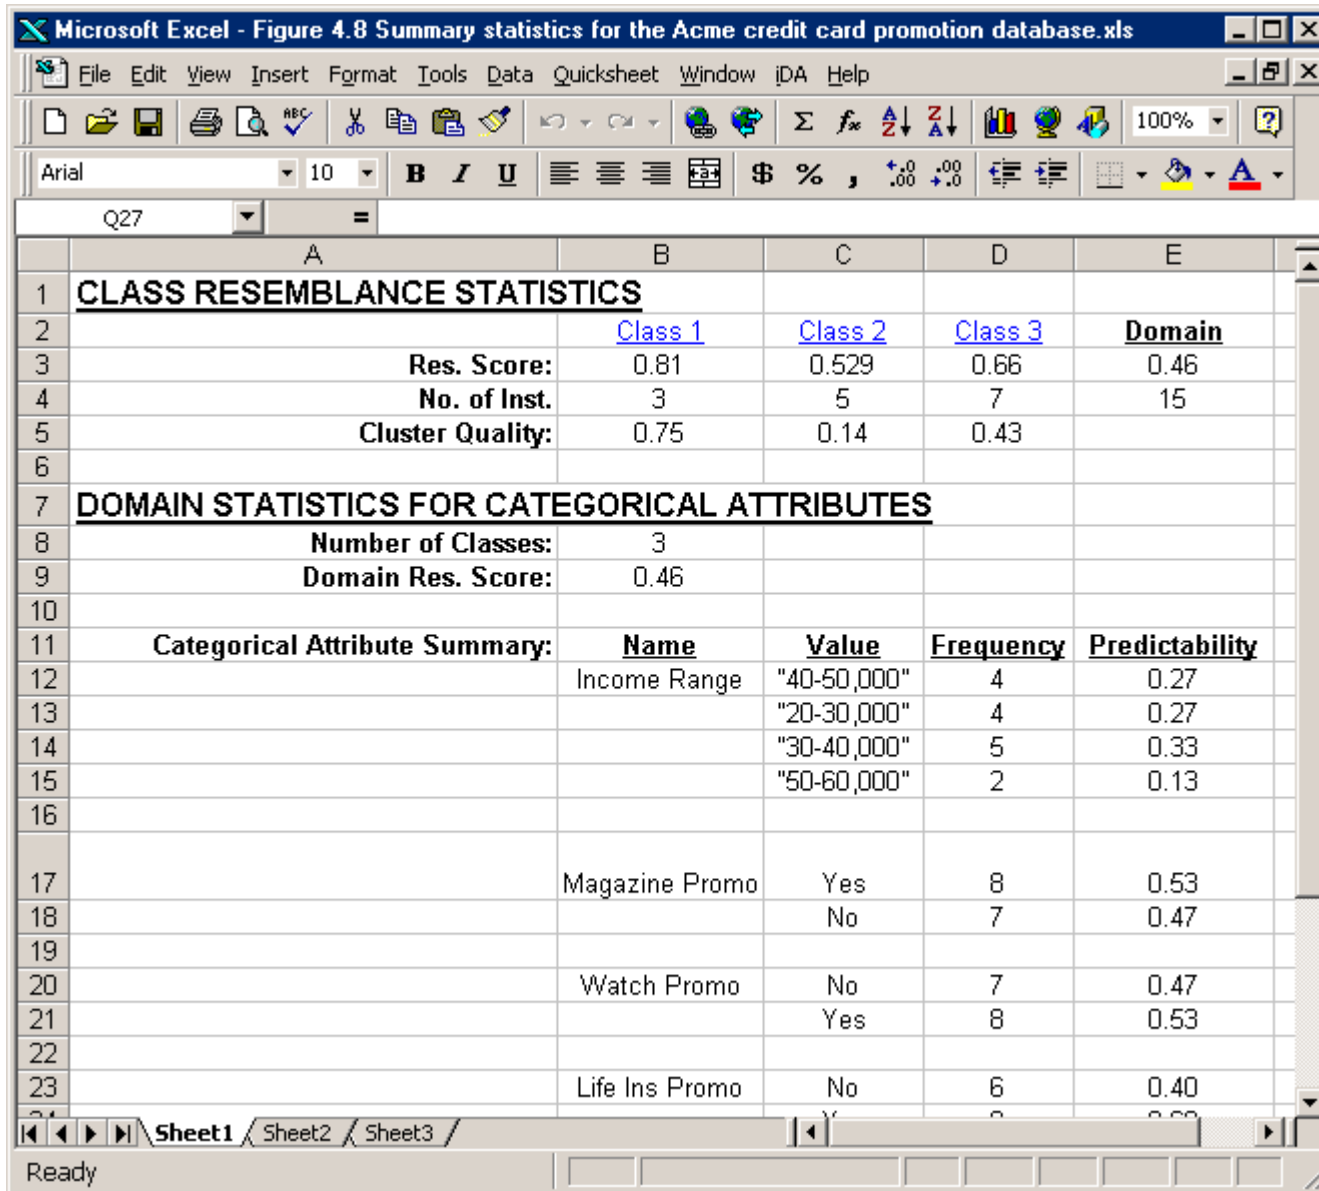 Microsoft Excel - Figure 4.8 Summary statistics for the Acme credit card promotion database.xls
File Edit View Insert Format Tools Data Quicksheet Window iDA Help
100%
Arial 10 B I U $ % ,
Q27 =
A B C D E
1 CLASS RESEMBLANCE STATISTICS
2 Class 1 Class 2 Class 3 Domain
3 Res. Score: 0.81 0.529 0.66 0.46
4 No. of Inst. 3 5 7 15
5 Cluster Quality: 0.75 0.14 0.43
6
7 DOMAIN STATISTICS FOR CATEGORICAL ATTRIBUTES
8 Number of Classes: 3
9 Domain Res. Score: 0.46
10
11 Categorical Attribute Summary: Name Value Frequency Predictability
12 Income Range "40-50,000" 4 0.27
13 "20-30,000" 4 0.27
14 "30-40,000" 5 0.33
15 "50-60,000" 2 0.13
16
17 Magazine Promo Yes 8 0.53
18 No 7 0.47
19
20 Watch Promo No 7 0.47
21 Yes 8 0.53
22
23 Life Ins Promo No 6 0.40
Sheet1 Sheet2 Sheet3
Ready